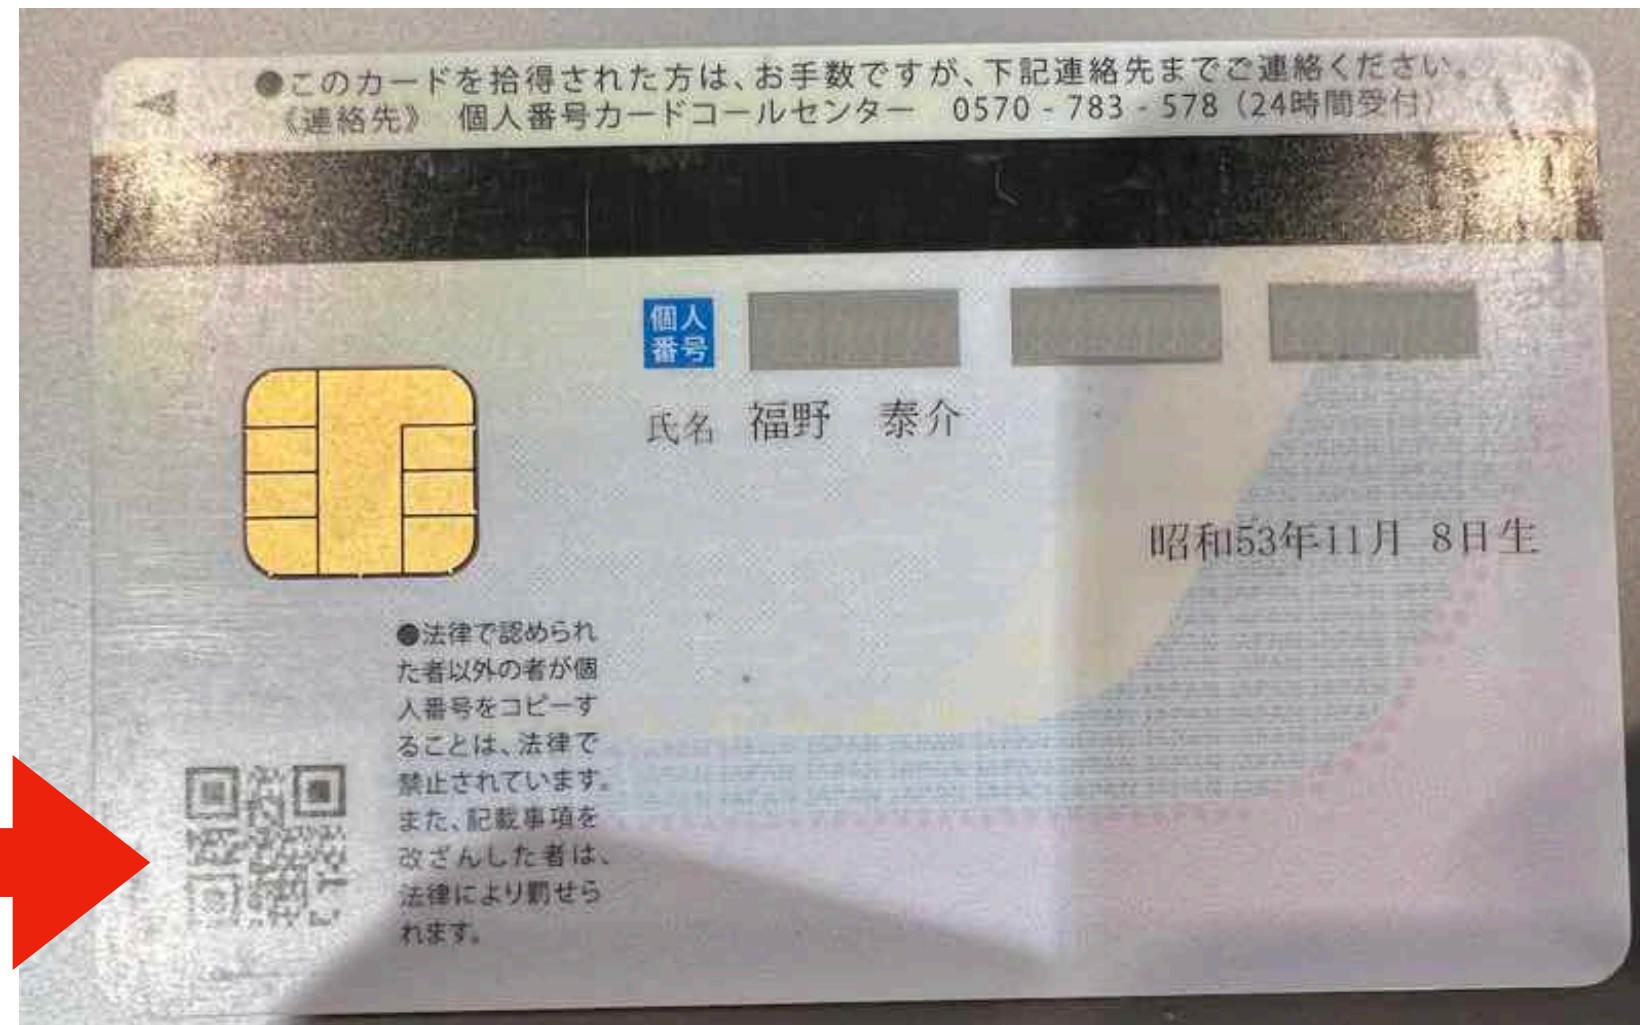 ●このカードを拾得された方は、お手数ですが、下記連絡先までご連絡ください。
《連絡先》 個人番号カードコールセンター 0570-783-578（24時間受付）
個人
番号
氏名 福野 泰介
昭和53年11月 8日生
●法律で認められ
た者以外の者が個
人番号をコピーす
ることは、法律で
禁止されています。
また、記載事項を
改ざんした者は、
法律により罰せら
れます。